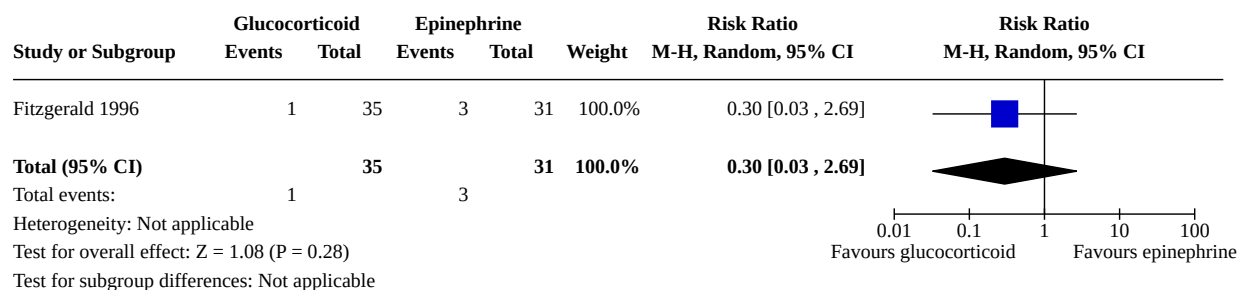 Glucocorticoid Epinephrine Risk Ratio Risk Ratio
Study or Subgroup Events Total Events Total Weight M-H, Random, 95% CI M-H, Random, 95% CI
Fitzgerald 1996 1 35 3 31 100.0% 0.30 [0.03 , 2.69]
Total (95% CI) 35 31 100.0% 0.30 [0.03 , 2.69]
Total events: 1 3
Heterogeneity: Not applicable
0.01 0.1 1 10 100
Test for overall effect: Z = 1.08 (P = 0.28) Favours glucocorticoid Favours epinephrine
Test for subgroup differences: Not applicable